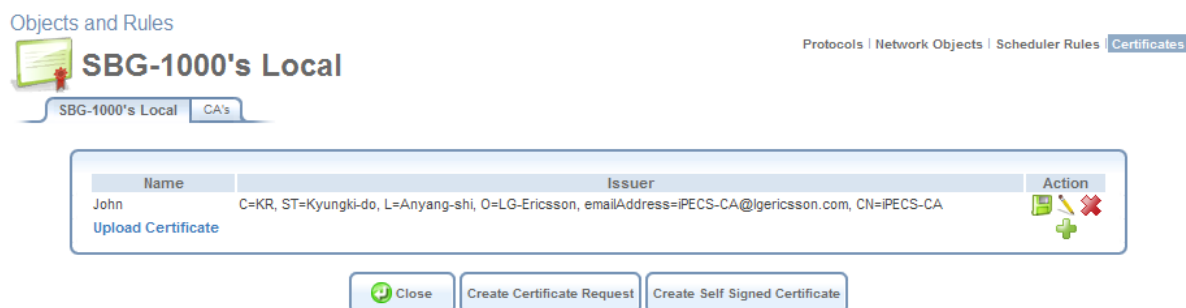 Objects and Rules
SBG-1000's Local
Protocols | Network Objects | Scheduler Rules | Certificates
SBG-1000's Local CA's
Name Issuer Action
John C=KR, ST=Kyungki-do, L=Anyang-shi, O=LG-Ericsson, emailAddress=iPECS-CA@lgericsson.com, CN=iPECS-CA
Upload Certificate
Close Create Certificate Request Create Self Signed Certificate